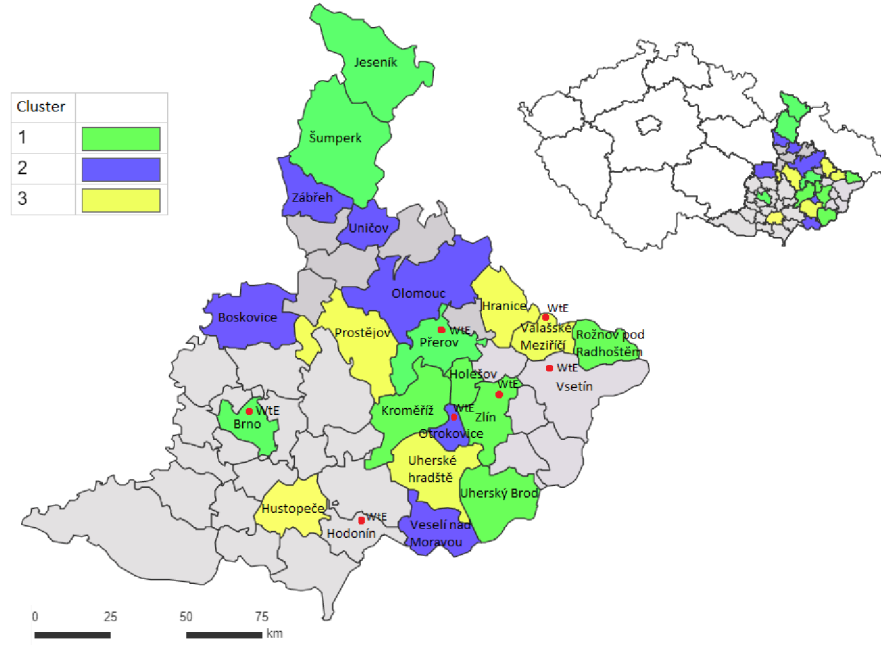 Jeseník
Cluster
1
Šumperk
2
3
Zábřeh
Uničov
Olomouc
Hranice
WtE
Boskovice
Prostějov
WtE
Valašské
Meziříčí
Rožnov pod
Radhoštěm
Přerov
Holešov
WtE
Vsetín
WtE
Kroměříž
WtE
Zlín
WtE
Brno
Otrokovice
Uherské
hradště
Uherský Brod
Hustopeče
WtE
Hodonín
Veselí nad
Moravou
0
25
50
75
km